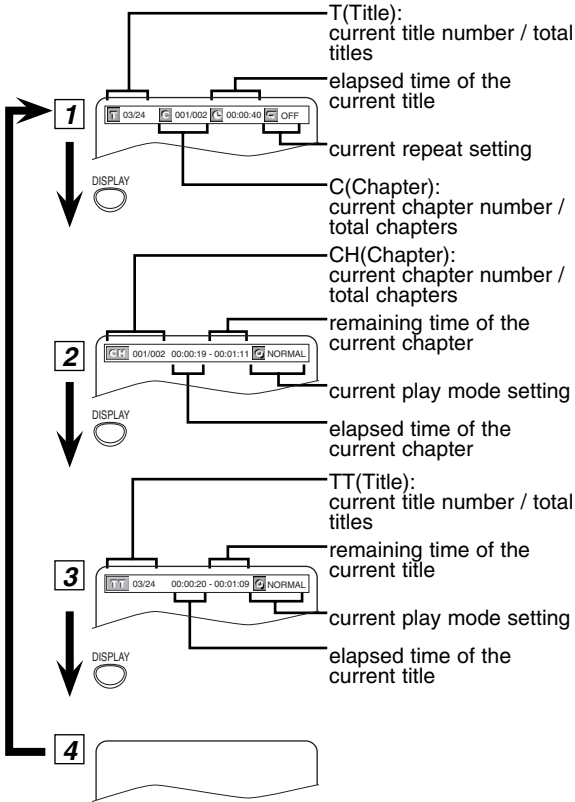 T(Title):
current title number / total
titles
elapsed time of the
current title
1
T 03/24 C 001/002 00:00:40 OFF
current repeat setting
DISPLAY
C(Chapter):
current chapter number /
total chapters
CH(Chapter):
current chapter number /
total chapters
remaining time of the
current chapter
2
CH 001/002 00:00:19 - 00:01:11 NORMAL
current play mode setting
DISPLAY
elapsed time of the
current chapter
TT(Title):
current title number / total
titles
remaining time of the
current title
3
TT 03/24 00:00:20 - 00:01:09 NORMAL
current play mode setting
DISPLAY
elapsed time of the
current title
4